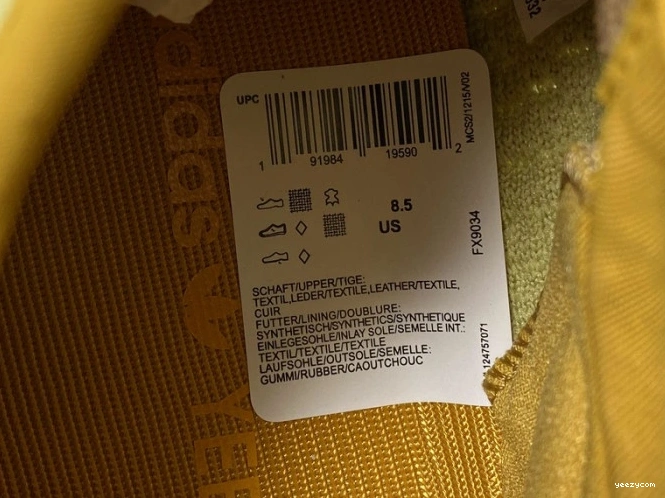 332
adidas
YE
UPC
1 91984 19590 2
MCS2/1215/V02
8.5
US
FX9034
SCHAFT/UPPER/TIGE:
TEXTIL,LEDER/TEXTILE,LEATHER/TEXTILE,
CUIR
FUTTER/LINING/DOUBLURE:
SYNTHETISCH/SYNTHETICS/SYNTHETIQUE
EINLEGESOHLE/INLAY SOLE/SEMELLE INT.:
TEXTIL/TEXTILE/TEXTILE
LAUFSOHLE/OUTSOLE/SEMELLE:
GUMMI/RUBBER/CAOUTCHOUC
124757071
yeezycom